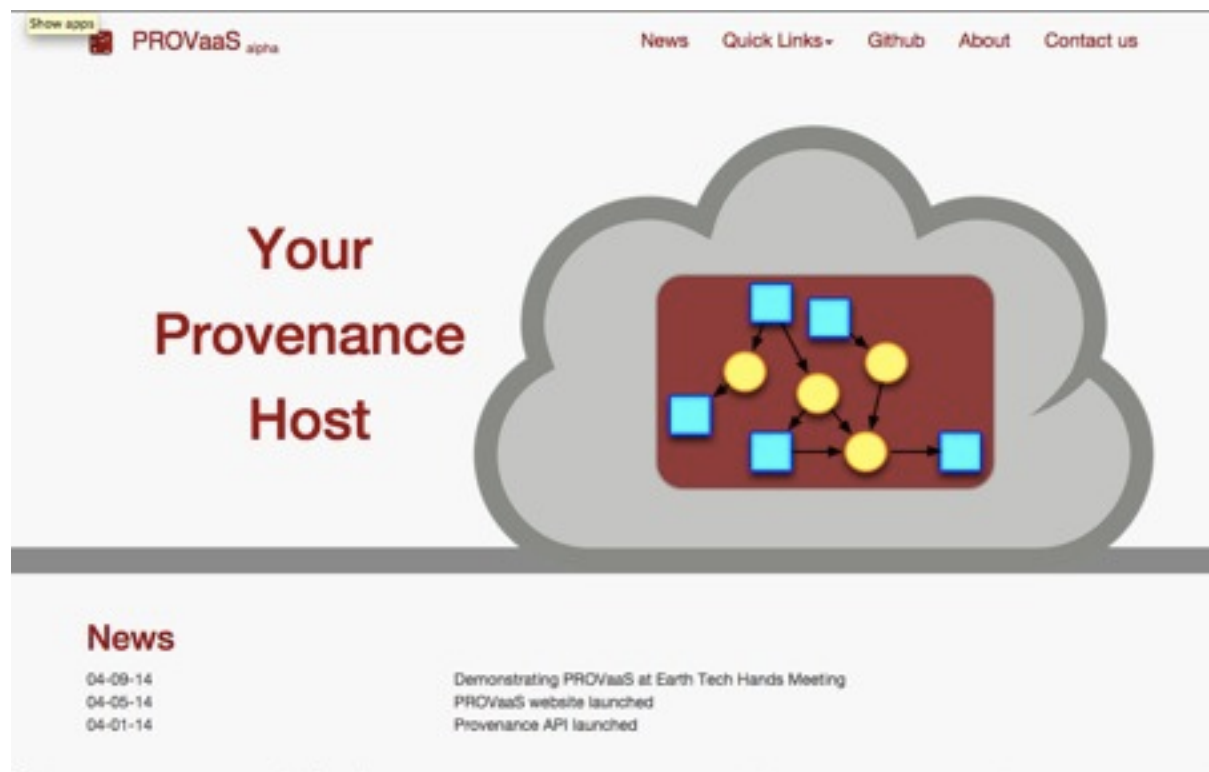 Show apps
PROVaaS alpha
News Quick Links Github About Contact us
Your
Provenance
Host
News
04-09-14 Demonstrating PROVaaS at Earth Tech Hands Meeting
04-05-14 PROVaaS website launched
04-01-14 Provenance API launched